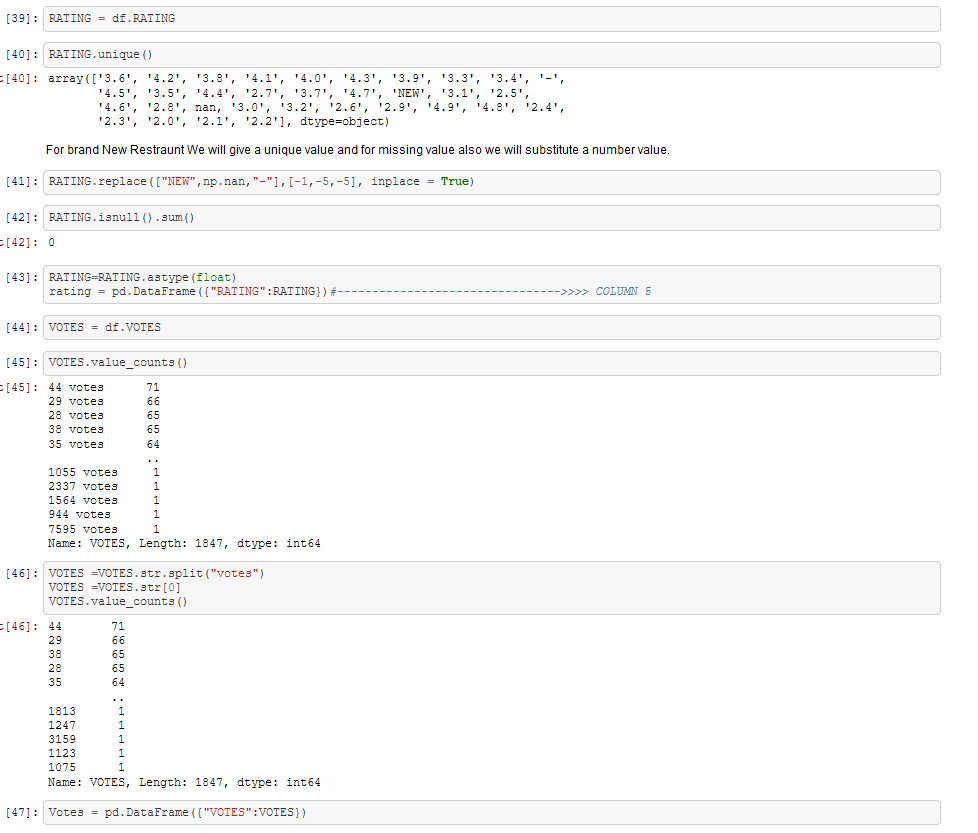 [39]: RATING = df.RATING
[40]: RATING.unique()
t[40]: array(['3.6', '4.2', '3.8', '4.1', '4.0', '4.3', '3.9', '3.3', '3.4', '-',
'4.5', '3.5', '4.4', '2.7', '3.7', '4.7', 'NEW', '3.1', '2.5',
'4.6', '2.8', nan, '3.0', '3.2', '2.6', '2.9', '4.9', '4.8', '2.4',
'2.3', '2.0', '2.1', '2.2'], dtype=object)
For brand New Restraunt We will give a unique value and for missing value also we will substitute a number value.
[41]: RATING.replace(["NEW",np.nan,"-"],[-1,-5,-5], inplace = True)
[42]: RATING.isnull().sum()
t[42]: 0
[43]: RATING=RATING.astype(float)
rating = pd.DataFrame({"RATING":RATING})#-------------------------------->>>> COLUMN 5
[44]: VOTES = df.VOTES
[45]: VOTES.value_counts()
t[45]: 44 votes 71
29 votes 66
28 votes 65
38 votes 65
35 votes 64
..
1055 votes 1
2337 votes 1
1564 votes 1
944 votes 1
7595 votes 1
Name: VOTES, Length: 1847, dtype: int64
[46]: VOTES =VOTES.str.split("votes")
VOTES =VOTES.str[0]
VOTES.value_counts()
t[46]: 44 71
29 66
38 65
28 65
35 64
..
1813 1
1247 1
3159 1
1123 1
1075 1
Name: VOTES, Length: 1847, dtype: int64
[47]: Votes = pd.DataFrame({"VOTES":VOTES})